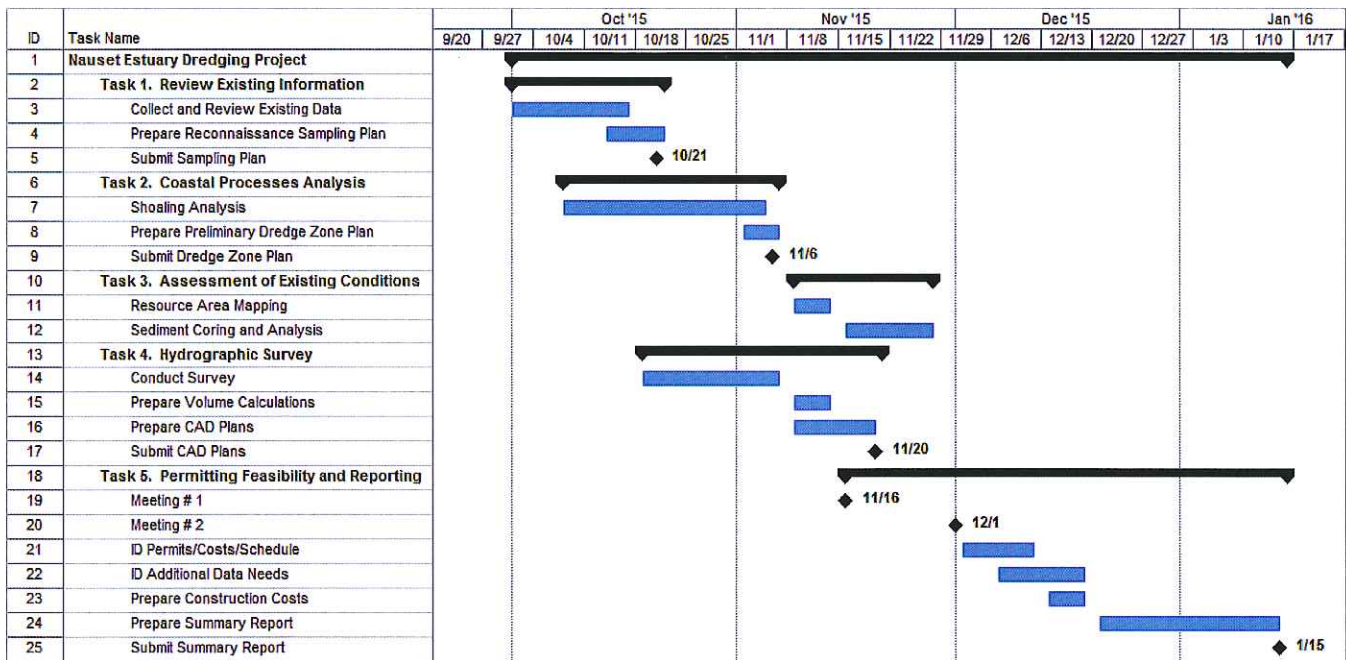 Oct '15 Nov '15 Dec '15 Jan '16
ID Task Name 9/20 9/27 10/4 10/11 10/18 10/25 11/1 11/8 11/15 11/22 11/29 12/6 12/13 12/20 12/27 1/3 1/10 1/17
1 Nauset Estuary Dredging Project
2 Task 1. Review Existing Information
3 Collect and Review Existing Data
4 Prepare Reconnaissance Sampling Plan
5 Submit Sampling Plan 10/21
6 Task 2. Coastal Processes Analysis
7 Shoaling Analysis
8 Prepare Preliminary Dredge Zone Plan
9 Submit Dredge Zone Plan 11/6
10 Task 3. Assessment of Existing Conditions
11 Resource Area Mapping
12 Sediment Coring and Analysis
13 Task 4. Hydrographic Survey
14 Conduct Survey
15 Prepare Volume Calculations
16 Prepare CAD Plans
17 Submit CAD Plans 11/20
18 Task 5. Permitting Feasibility and Reporting
19 Meeting # 1 11/16
20 Meeting # 2 12/1
21 ID Permits/Costs/Schedule
22 ID Additional Data Needs
23 Prepare Construction Costs
24 Prepare Summary Report
25 Submit Summary Report 1/15